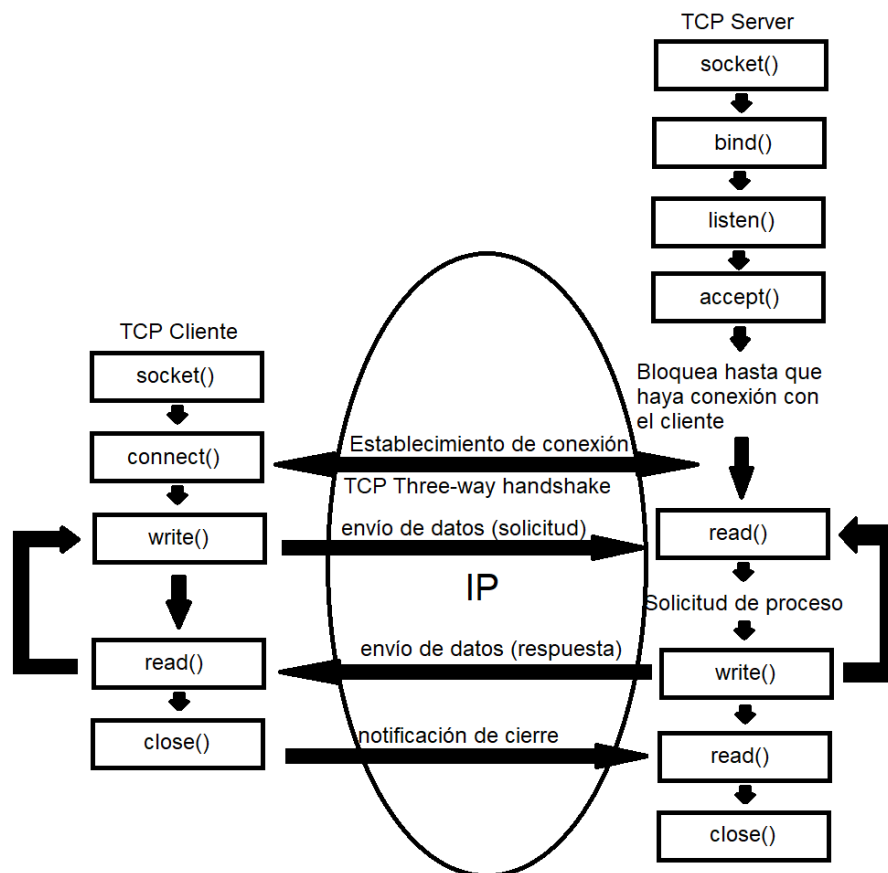 TCP Server
socket()
bind()
listen()
accept()
Bloquea hasta que
haya conexión con
el cliente
TCP Cliente
socket()
connect()
Establecimiento de conexión
TCP Three-way handshake
write()
envío de datos (solicitud)
read()
IP
Solicitud de proceso
read()
envío de datos (respuesta)
write()
close()
notificación de cierre
read()
close()